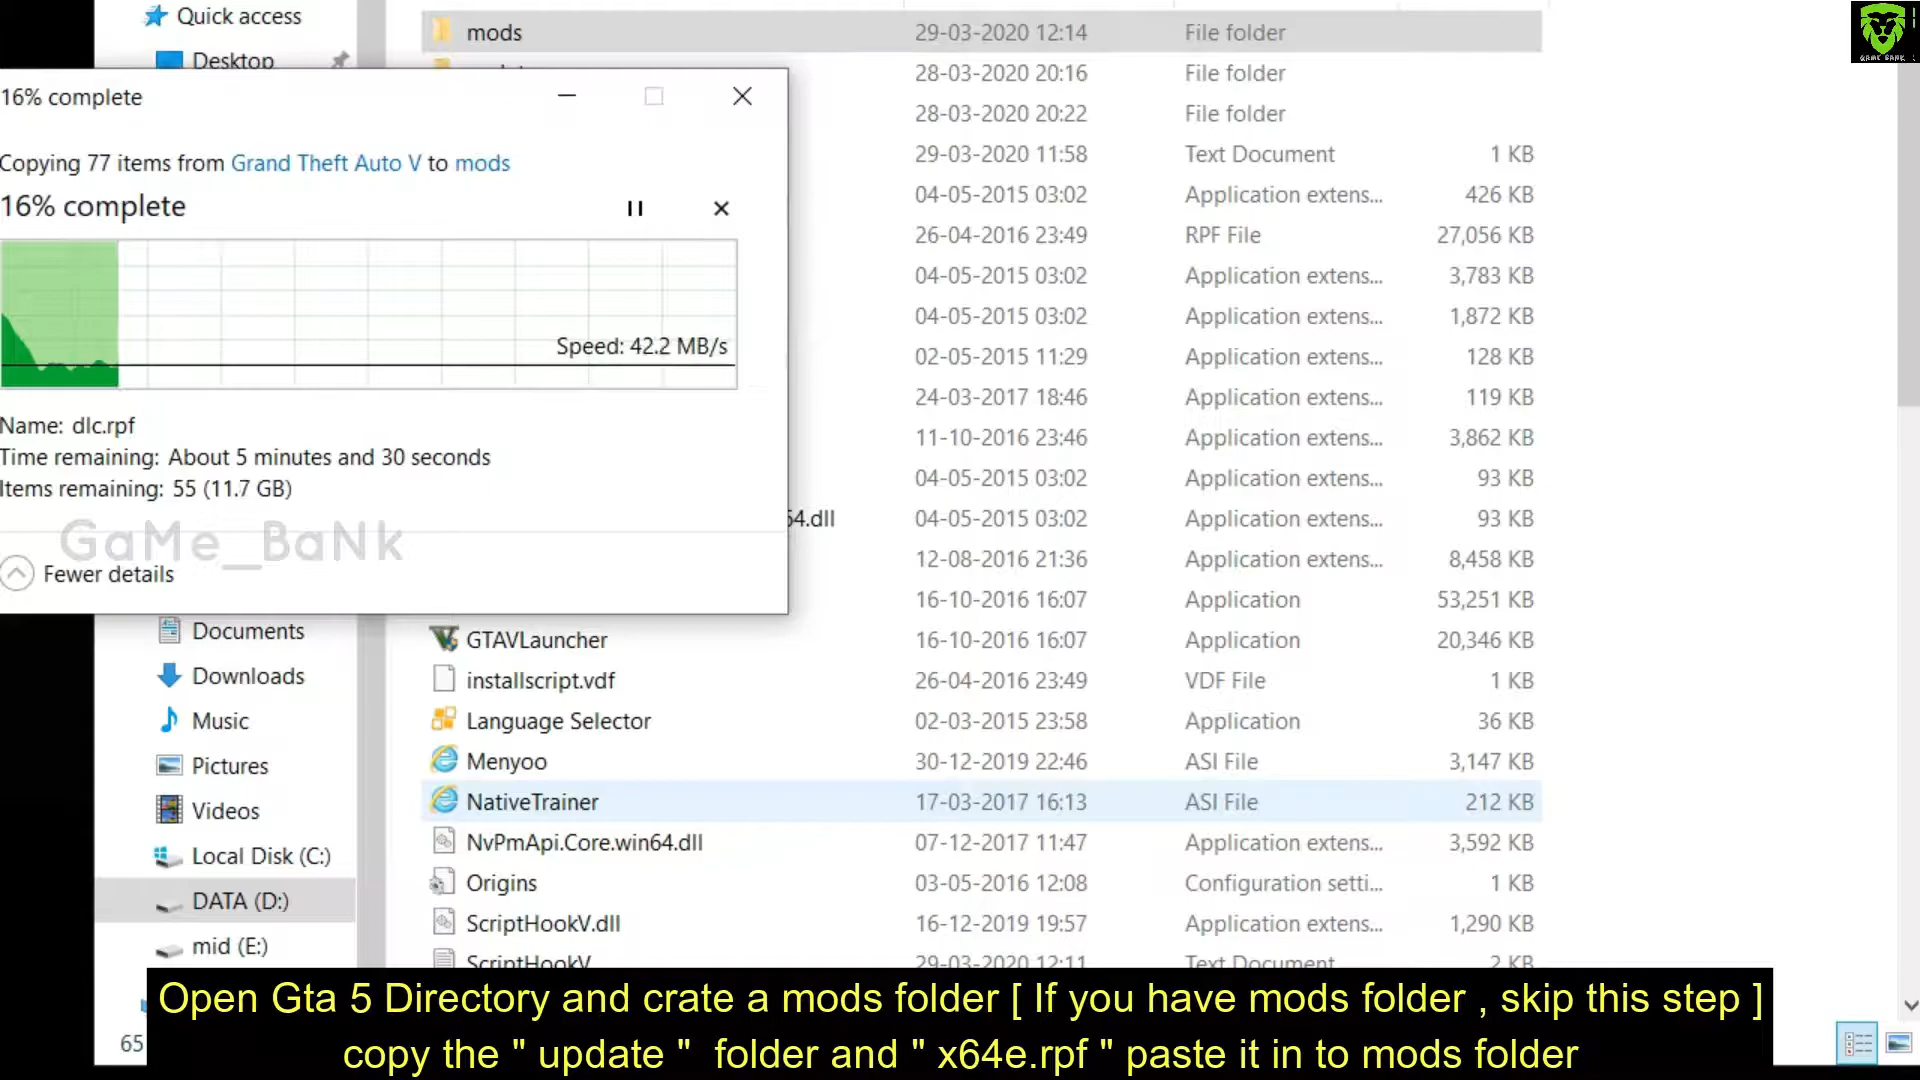 Quick access
mods 29-03-2020 12:14 File folder
GAME BANK
Desktop
28-03-2020 20:16 File folder
16% complete
28-03-2020 20:22 File folder
Copying 77 items from Grand Theft Auto V to mods
29-03-2020 11:58 Text Document 1 KB
16% complete
04-05-2015 03:02 Application extens... 426 KB
26-04-2016 23:49 RPF File 27,056 KB
04-05-2015 03:02 Application extens... 3,783 KB
04-05-2015 03:02 Application extens... 1,872 KB
Speed: 42.2 MB/s
02-05-2015 11:29 Application extens... 128 KB
24-03-2017 18:46 Application extens... 119 KB
Name: dlc.rpf
11-10-2016 23:46 Application extens... 3,862 KB
Time remaining: About 5 minutes and 30 seconds
04-05-2015 03:02 Application extens... 93 KB
Items remaining: 55 (11.7 GB)
64.dll 04-05-2015 03:02 Application extens... 93 KB
GaMe_BaNk
12-08-2016 21:36 Application extens... 8,458 KB
Fewer details
16-10-2016 16:07 Application 53,251 KB
Documents
GTAVLauncher 16-10-2016 16:07 Application 20,346 KB
Downloads
installscript.vdf 26-04-2016 23:49 VDF File 1 KB
Music
Language Selector 02-03-2015 23:58 Application 36 KB
Pictures
Menyoo 30-12-2019 22:46 ASI File 3,147 KB
Videos
NativeTrainer 17-03-2017 16:13 ASI File 212 KB
Local Disk (C:)
NvPmApi.Core.win64.dll 07-12-2017 11:47 Application extens... 3,592 KB
DATA (D:)
Origins 03-05-2016 12:08 Configuration setti... 1 KB
mid (E:)
ScriptHookV.dll 16-12-2019 19:57 Application extens... 1,290 KB
ScriptHookV 29-03-2020 12:11 Text Document 2 KB
Open Gta 5 Directory and crate a mods folder [ If you have mods folder , skip this step ]
65
copy the " update " folder and " x64e.rpf " paste it in to mods folder